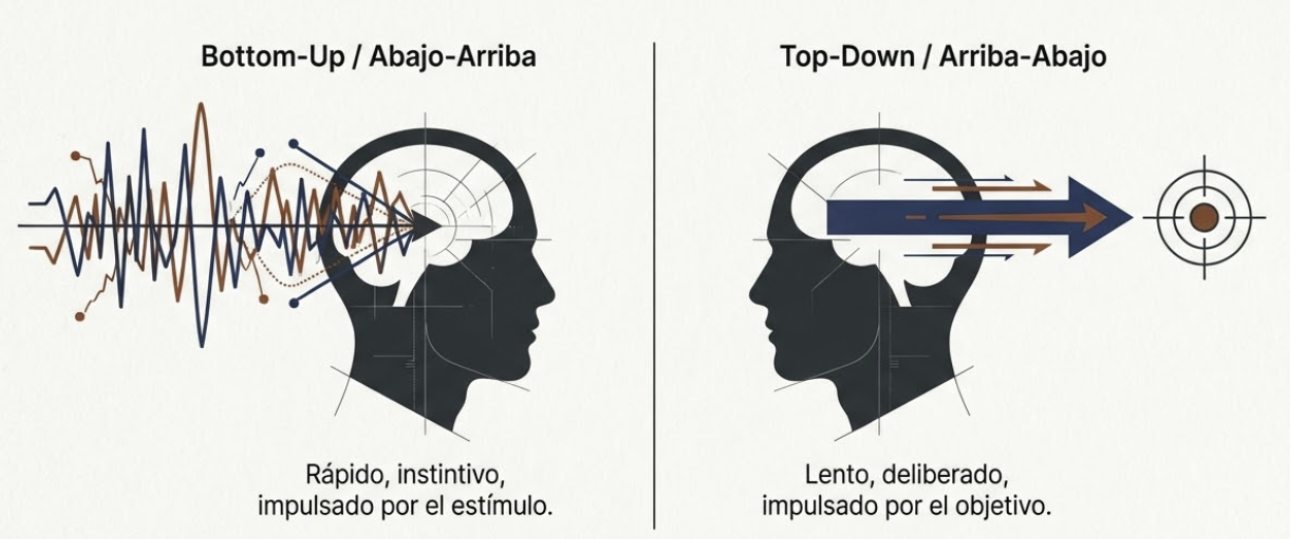 Bottom-Up / Abajo-Arriba
Rápido, instintivo,
impulsado por el estímulo.
Top-Down / Arriba-Abajo
Lento, deliberado,
impulsado por el objetivo.